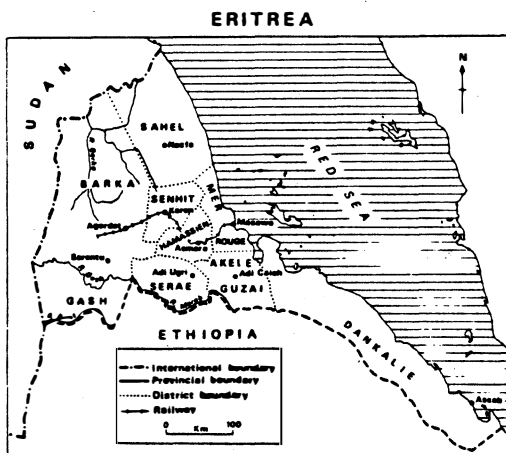 ERITREA
N
SUDAN
SAHEL
Nacfa
RED SEA
BARKA
SENHIT
MER
Keren
Agordat
HAMASSIEN
Massawa
ROUGE
Asmara
Barentu
AKELE
Adi Ugri
Adi Caieh
GASH
SERAE
GUZAI
ETHIOPIA
DANKALIE
International boundary
Provincial boundary
District boundary
Railway
0 Km 100
Assab